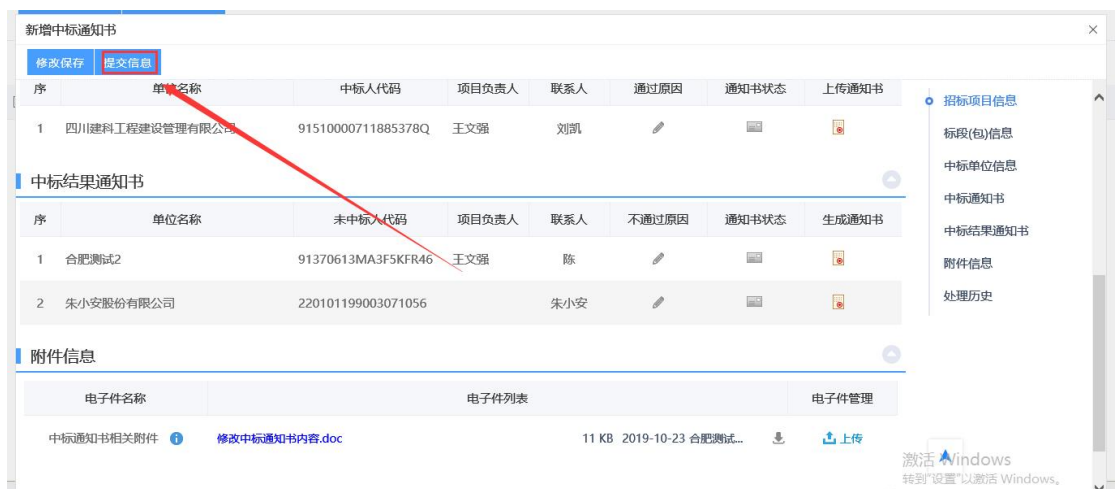 新增中标通知书
修改保存 提交信息
序 单位名称 中标人代码 项目负责人 联系人 通过原因 通知书状态 上传通知书
1 四川建科工程建设管理有限公司 91510000711885378Q 王文强 刘凯
中标结果通知书
序 单位名称 未中标人代码 项目负责人 联系人 不通过原因 通知书状态 生成通知书
1 合肥测试2 91370613MA3F5KFR46 王文强 陈
2 朱小安股份有限公司 220101199003071056 朱小安
附件信息
电子件名称 电子件列表 电子件管理
中标通知书相关附件 修改中标通知书内容.doc 11 KB 2019-10-23 合肥测试... 上传
招标项目信息
标段(包)信息
中标单位信息
中标通知书
中标结果通知书
附件信息
处理历史
激活 Windows
转到"设置"以激活 Windows。